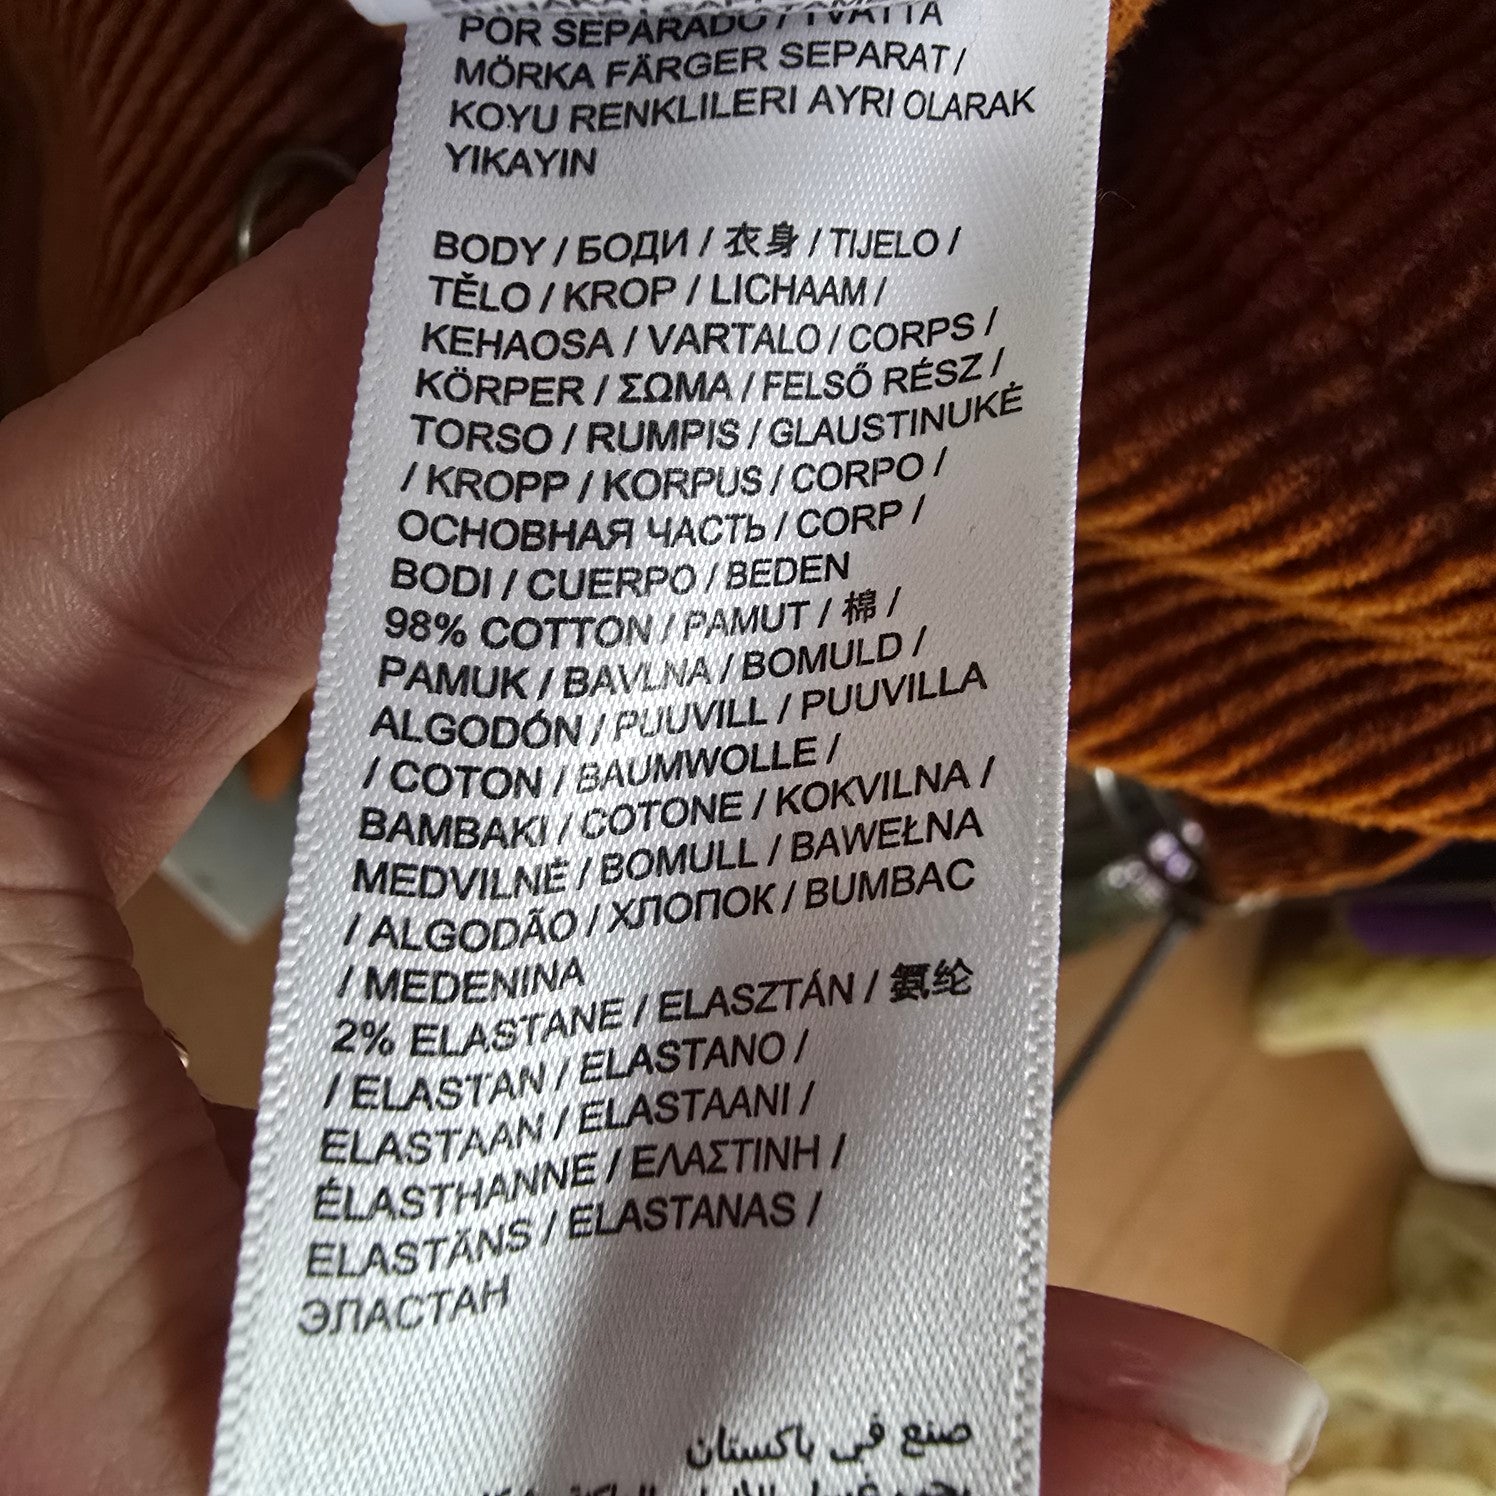 POR SEPARADO / TVÄTTA
MÖRKA FÄRGER SEPARAT /
KOYU RENKLILERI AYRI OLARAK
YIKAYIN
BODY / БОДИ / 衣身 / TIJELO /
TĚLO / KROP / LICHAAM /
KEHAOSA / VARTALO / CORPS /
KÖRPER / ΣΩΜΑ / FELSŐ RÉSZ /
TORSO / RUMPIS / GLAUSTINUKĖ
/ KROPP / KORPUS / CORPO /
ОСНОВНАЯ ЧАСТЬ / CORP /
BODI / CUERPO / BEDEN
98% COTTON / PAMUT / 棉 /
PAMUK / BAVLNA / BOMULD /
ALGODÓN / PUUVILL / PUUVILLA
/ COTON / BAUMWOLLE /
BAMBAKI / COTONE / KOKVILNA /
MEDVILNĖ / BOMULL / BAWEŁNA
/ ALGODÃO / ХЛОПОК / BUMBAC
/ MEDENINA
2% ELASTANE / ELASZTÁN / 氨纶
/ ELASTAN / ELASTANO /
ELASTAAN / ELASTAANI /
ÉLASTHANNE / ΕΛΑΣΤΙΝΗ /
ELASTĀNS / ELASTANAS /
ЭЛАСТАН
صنع في باكستان